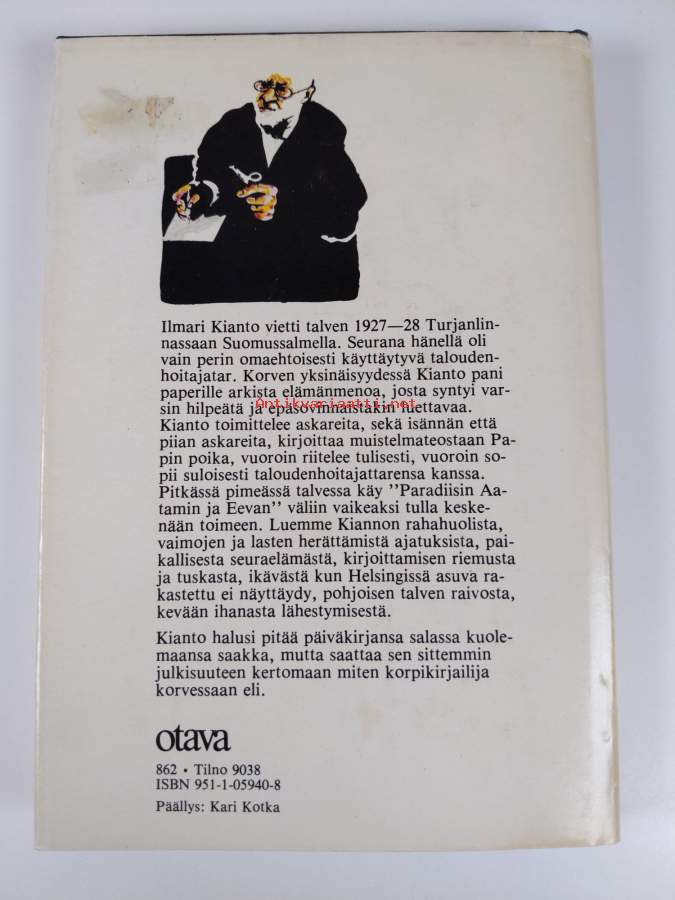 Ilmari Kianto vietti talven 1927—28 Turjanlin-
nassaan Suomussalmella. Seurana hänellä oli
vain perin omaehtoisesti käyttäytyvä talouden-
hoitajatar. Korven yksinäisyydessä Kianto pani
paperille arkista elämänmenoa, josta syntyi var-
sin hilpeätä ja epäsovinnaistakin luettavaa.
Antikvariaatti.net
Kianto toimittelee askareita, sekä isännän että
piian askareita, kirjoittaa muistelmateostaan Pa-
pin poika, vuoroin riitelee tulisesti, vuoroin so-
pii suloisesti taloudenhoitajattarensa kanssa.
Pitkässä pimeässä talvessa käy ''Paradiisin Aa-
tamin ja Eevan'' väliin vaikeaksi tulla keske-
nään toimeen. Luemme Kiannon rahahuolista,
vaimojen ja lasten herättämistä ajatuksista, pai-
kallisesta seuraelämästä, kirjoittamisen riemusta
ja tuskasta, ikävästä kun Helsingissä asuva ra-
kastettu ei näyttäydy, pohjoisen talven raivosta,
kevään ihanasta lähestymisestä.
Kianto halusi pitää päiväkirjansa salassa kuole-
maansa saakka, mutta saattaa sen sittemmin
julkisuuteen kertomaan miten korpikirjailija
korvessaan eli.
otava
862 • Tilno 9038
ISBN 951-1-05940-8
Päällys: Kari Kotka